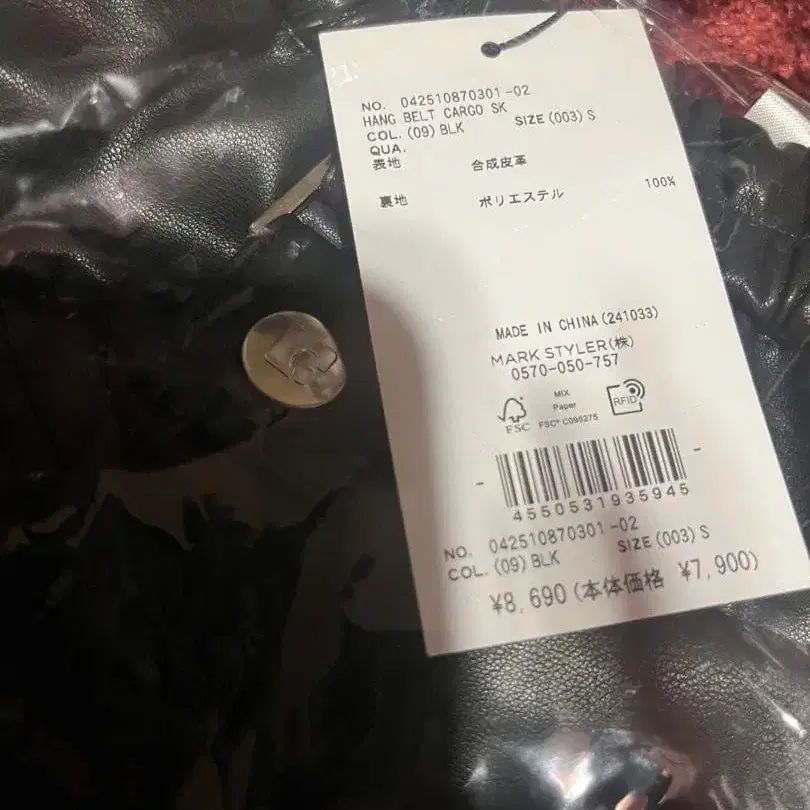 NO. 042510870301-02
HANG BELT CARGO SK
COL.(09)BLK SIZE(003)S
QUA.
表地 合成皮革
裏地 ポリエステル 100%
MADE IN CHINA(241033)
MARK STYLER(株)
0570-050-757
FSC MIX
Paper
FSC® C095275
RFID
4550531935945
NO. 042510870301-02
COL.(09)BLK SIZE(003)S
¥8,690(本体価格 ¥7,900)